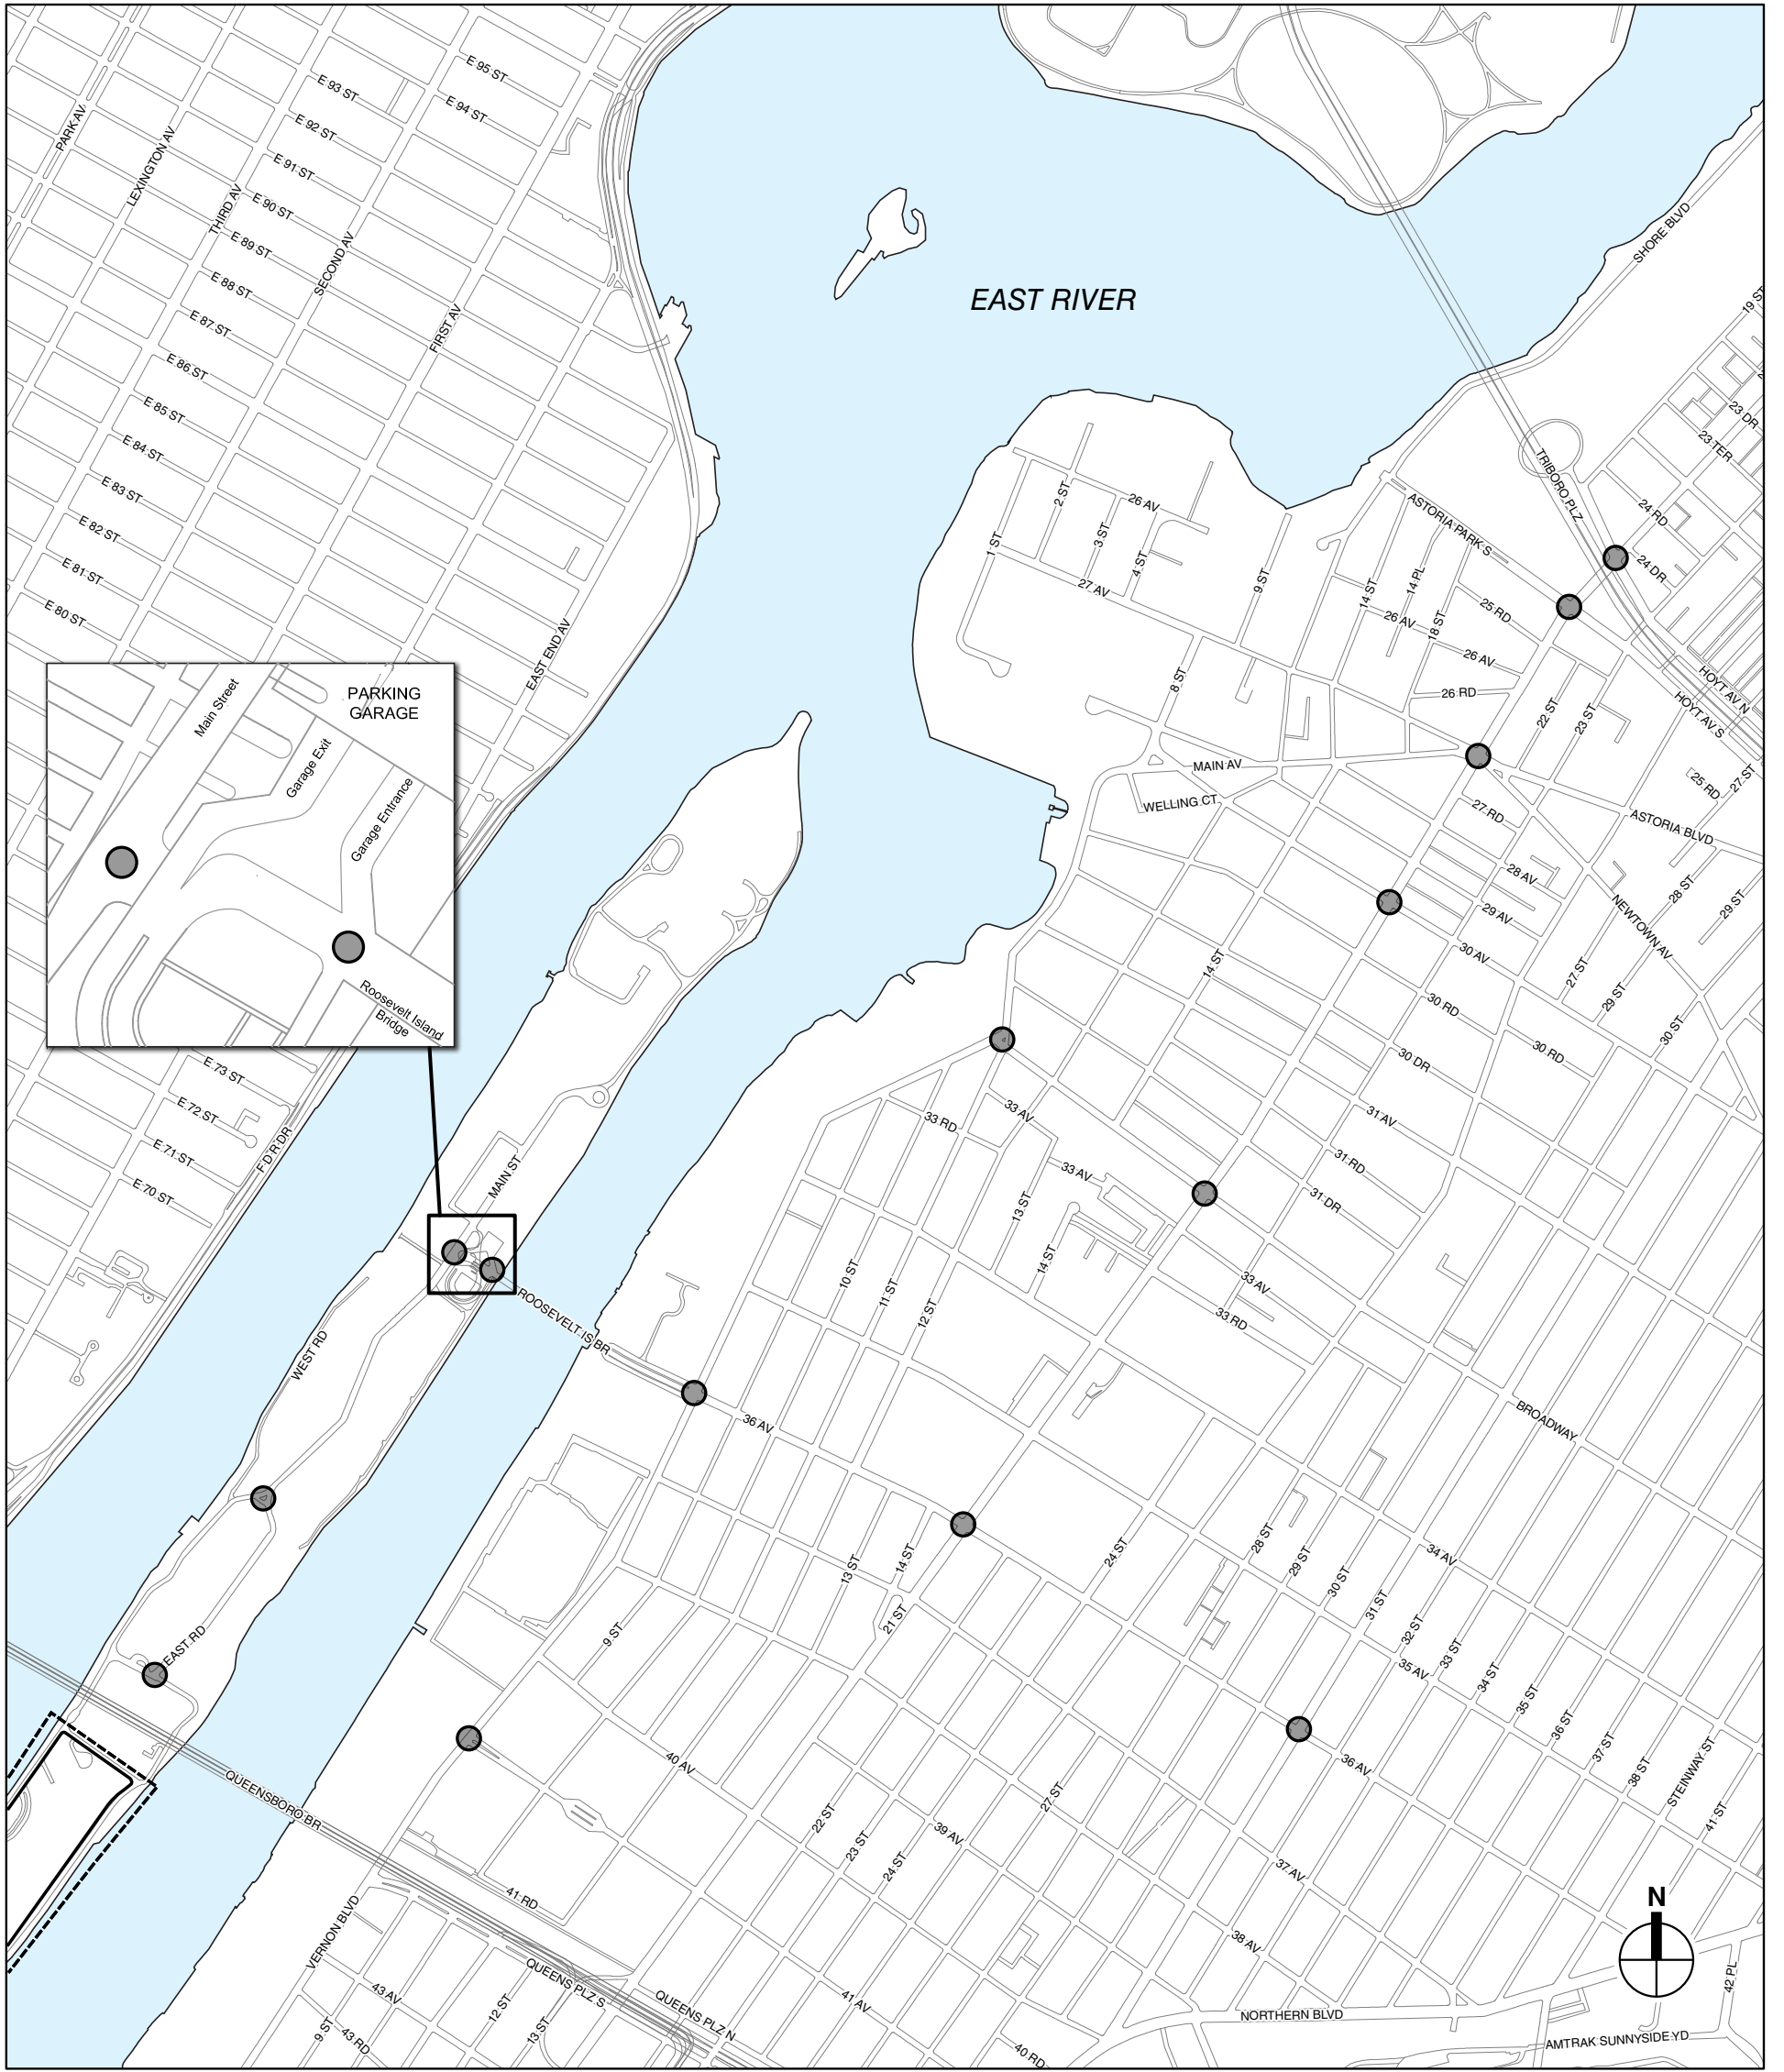 E 95 ST
E 93 ST
E 94 ST
PARK AV
E 92 ST
LEXINGTON AV
E 91 ST
THIRD AV
E 90 ST
SECOND AV
E 89 ST
E 88 ST
FIRST AV
E 87 ST
E 86 ST
E 85 ST
E 84 ST
E 83 ST
E 82 ST
E 81 ST
E 80 ST
EAST END AV
EAST RIVER
SHORE BLVD
19 ST
23 DR
23 TER
TRIBORO PLZ
24 RD
24 DR
ASTORIA PARK S
2 ST
26 AV
3 ST
1 ST
4 ST
27 AV
9 ST
14 ST
14 PL
25 RD
26 AV
18 ST
26 AV
HOYT AV N
HOYT AV S
8 ST
26 RD
22 ST
23 ST
MAIN AV
WELLING CT
25 RD
27 ST
27 RD
ASTORIA BLVD
28 AV
28 ST
29 ST
29 AV
NEWTOWN AV
30 AV
14 ST
27 ST
29 ST
30 ST
30 RD
30 RD
30 DR
31 AV
31 RD
31 DR
PARKING
GARAGE
Main Street
Garage Exit
Garage Entrance
Roosevelt Island
Bridge
E 73 ST
E 72 ST
E 71 ST
E 70 ST
F D R DR
MAIN ST
33 RD
33 AV
33 AV
13 ST
14 ST
33 AV
33 RD
10 ST
11 ST
12 ST
ROOSEVELT IS BR
WEST RD
36 AV
BROADWAY
EAST RD
9 ST
13 ST
14 ST
21 ST
24 ST
28 ST
29 ST
30 ST
31 ST
34 AV
32 ST
33 ST
35 AV
34 ST
35 ST
36 ST
37 ST
38 ST
STEINWAY ST
41 ST
36 AV
QUEENSBORO BR
40 AV
22 ST
23 ST
24 ST
39 AV
27 ST
37 AV
38 AV
41 RD
VERNON BLVD
43 AV
9 ST
43 RD
12 ST
13 ST
QUEENS PLZ S
QUEENS PLZ N
41 AV
40 RD
NORTHERN BLVD
AMTRAK SUNNYSIDE YD
42 PL
N